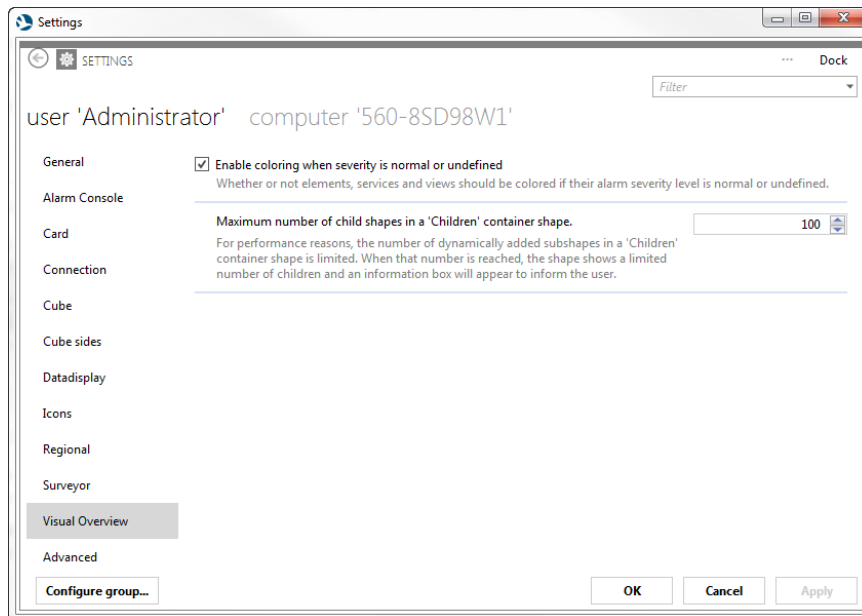 Settings
SETTINGS
... Dock
Filter
user 'Administrator' computer '560-8SD98W1'
General
Alarm Console
Card
Connection
Cube
Cube sides
Datadisplay
Icons
Regional
Surveyor
Visual Overview
Advanced
Enable coloring when severity is normal or undefined
Whether or not elements, services and views should be colored if their alarm severity level is normal or undefined.
Maximum number of child shapes in a 'Children' container shape.
100
For performance reasons, the number of dynamically added subshapes in a 'Children'
container shape is limited. When that number is reached, the shape shows a limited
number of children and an information box will appear to inform the user.
Configure group...
OK
Cancel
Apply